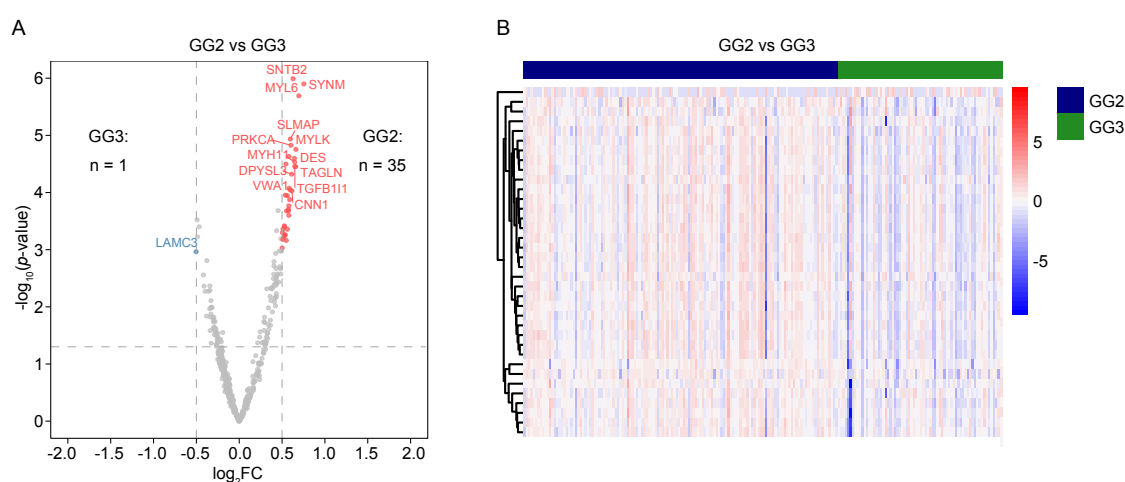 A
GG2 vs GG3
6
5
4
3
2
1
0
-log10(p-value)
-2.0 -1.5 -1.0 -0.5 0.0 0.5 1.0 1.5 2.0
log2FC
GG3:
n = 1
GG2:
n = 35
SNTB2
SYNM
MYL6
SLMAP
PRKCA
MYLK
MYH11
DES
DPYSL3
TAGLN
VWA1
TGFB1I1
CNN1
LAMC3
B
GG2 vs GG3
5
0
-5
GG2
GG3